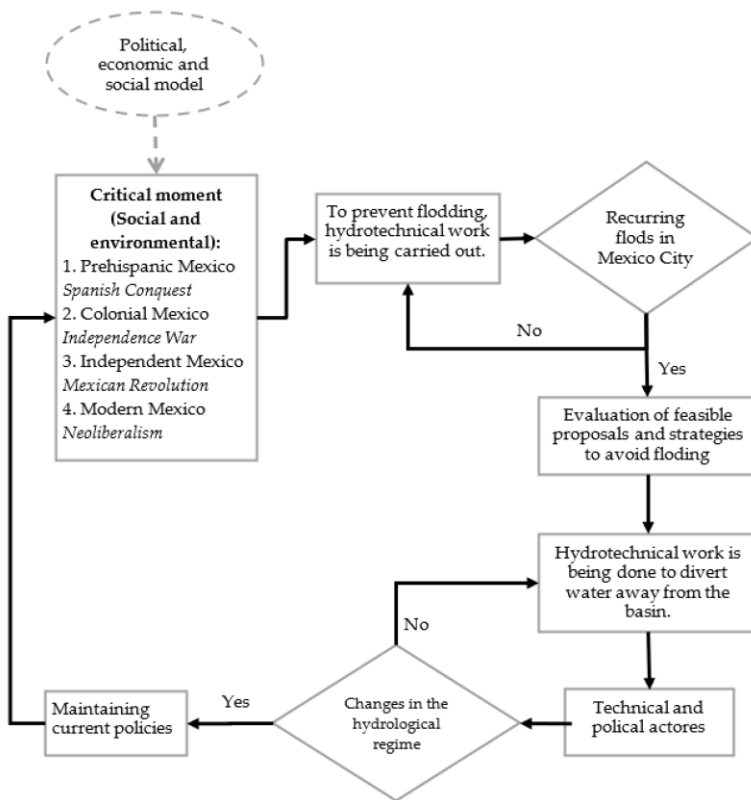 Political,
economic and
social model
Critical moment
(Social and
environmental):
1. Prehispanic Mexico
Spanish Conquest
2. Colonial Mexico
Independence War
3. Independent Mexico
Mexican Revolution
4. Modern Mexico
Neoliberalism
To prevent flodding,
hydrotechnical work
is being carried out.
Recurring
flods in
Mexico City
No
Yes
Evaluation of feasible
proposals and strategies
to avoid floding
Hydrotechnical work is
being done to divert
water away from the
basin.
No
Technical and
polical actores
Changes in the
hydrological
regime
Yes
Maintaining
current policies